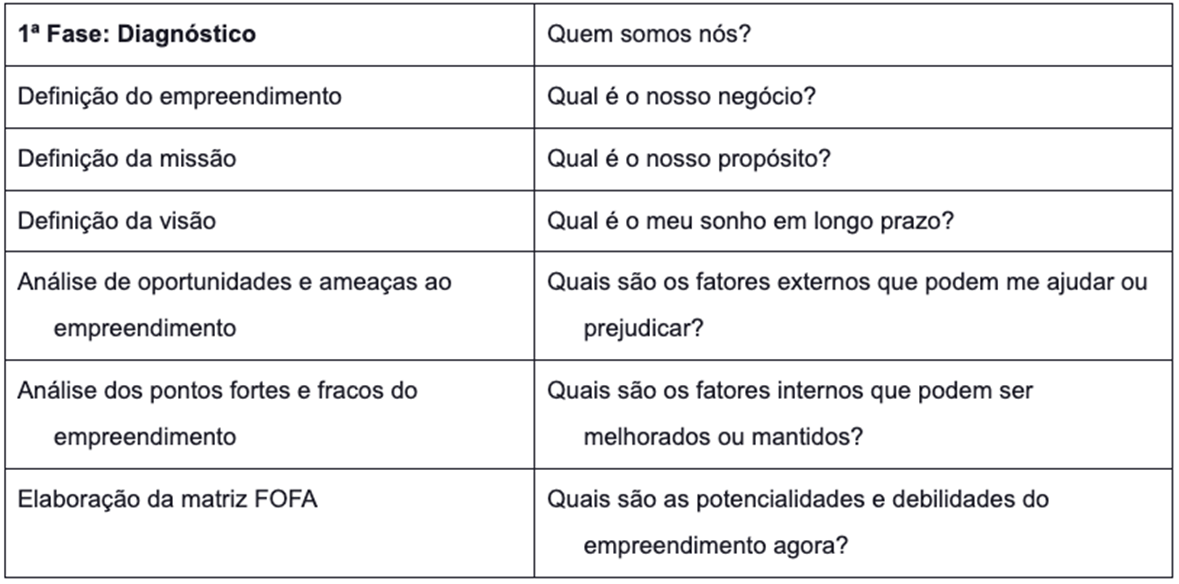 1ª Fase: Diagnóstico
Quem somos nós?
Definição do empreendimento
Qual é o nosso negócio?
Definição da missão
Qual é o nosso propósito?
Definição da visão
Qual é o meu sonho em longo prazo?
Análise de oportunidades e ameaças ao
empreendimento
Quais são os fatores externos que podem me ajudar ou
prejudicar?
Análise dos pontos fortes e fracos do
empreendimento
Quais são os fatores internos que podem ser
melhorados ou mantidos?
Elaboração da matriz FOFA
Quais são as potencialidades e debilidades do
empreendimento agora?